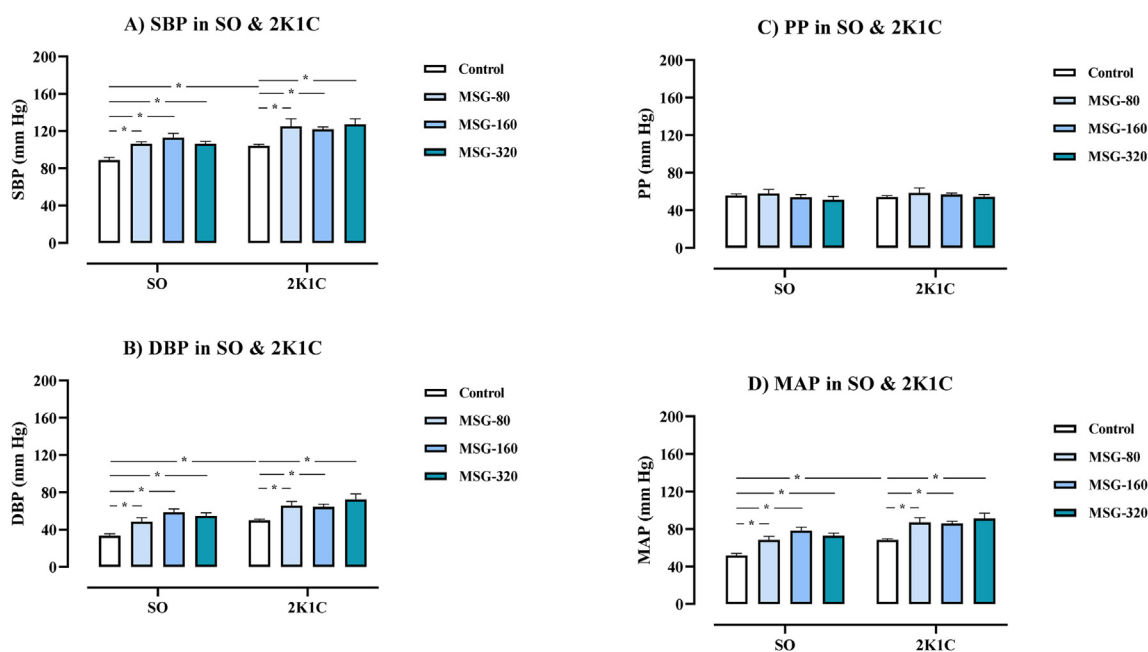 A) SBP in SO & 2K1C
SBP (mm Hg)
200
160
120
80
40
0
* * * * * * *
SO
2K1C
Control
MSG-80
MSG-160
MSG-320
B) DBP in SO & 2K1C
DBP (mm Hg)
200
160
120
80
40
0
* * * * * * *
SO
2K1C
Control
MSG-80
MSG-160
MSG-320
C) PP in SO & 2K1C
PP (mm Hg)
200
160
120
80
40
0
SO
2K1C
Control
MSG-80
MSG-160
MSG-320
D) MAP in SO & 2K1C
MAP (mm Hg)
200
160
120
80
40
0
* * * * * * *
SO
2K1C
Control
MSG-80
MSG-160
MSG-320